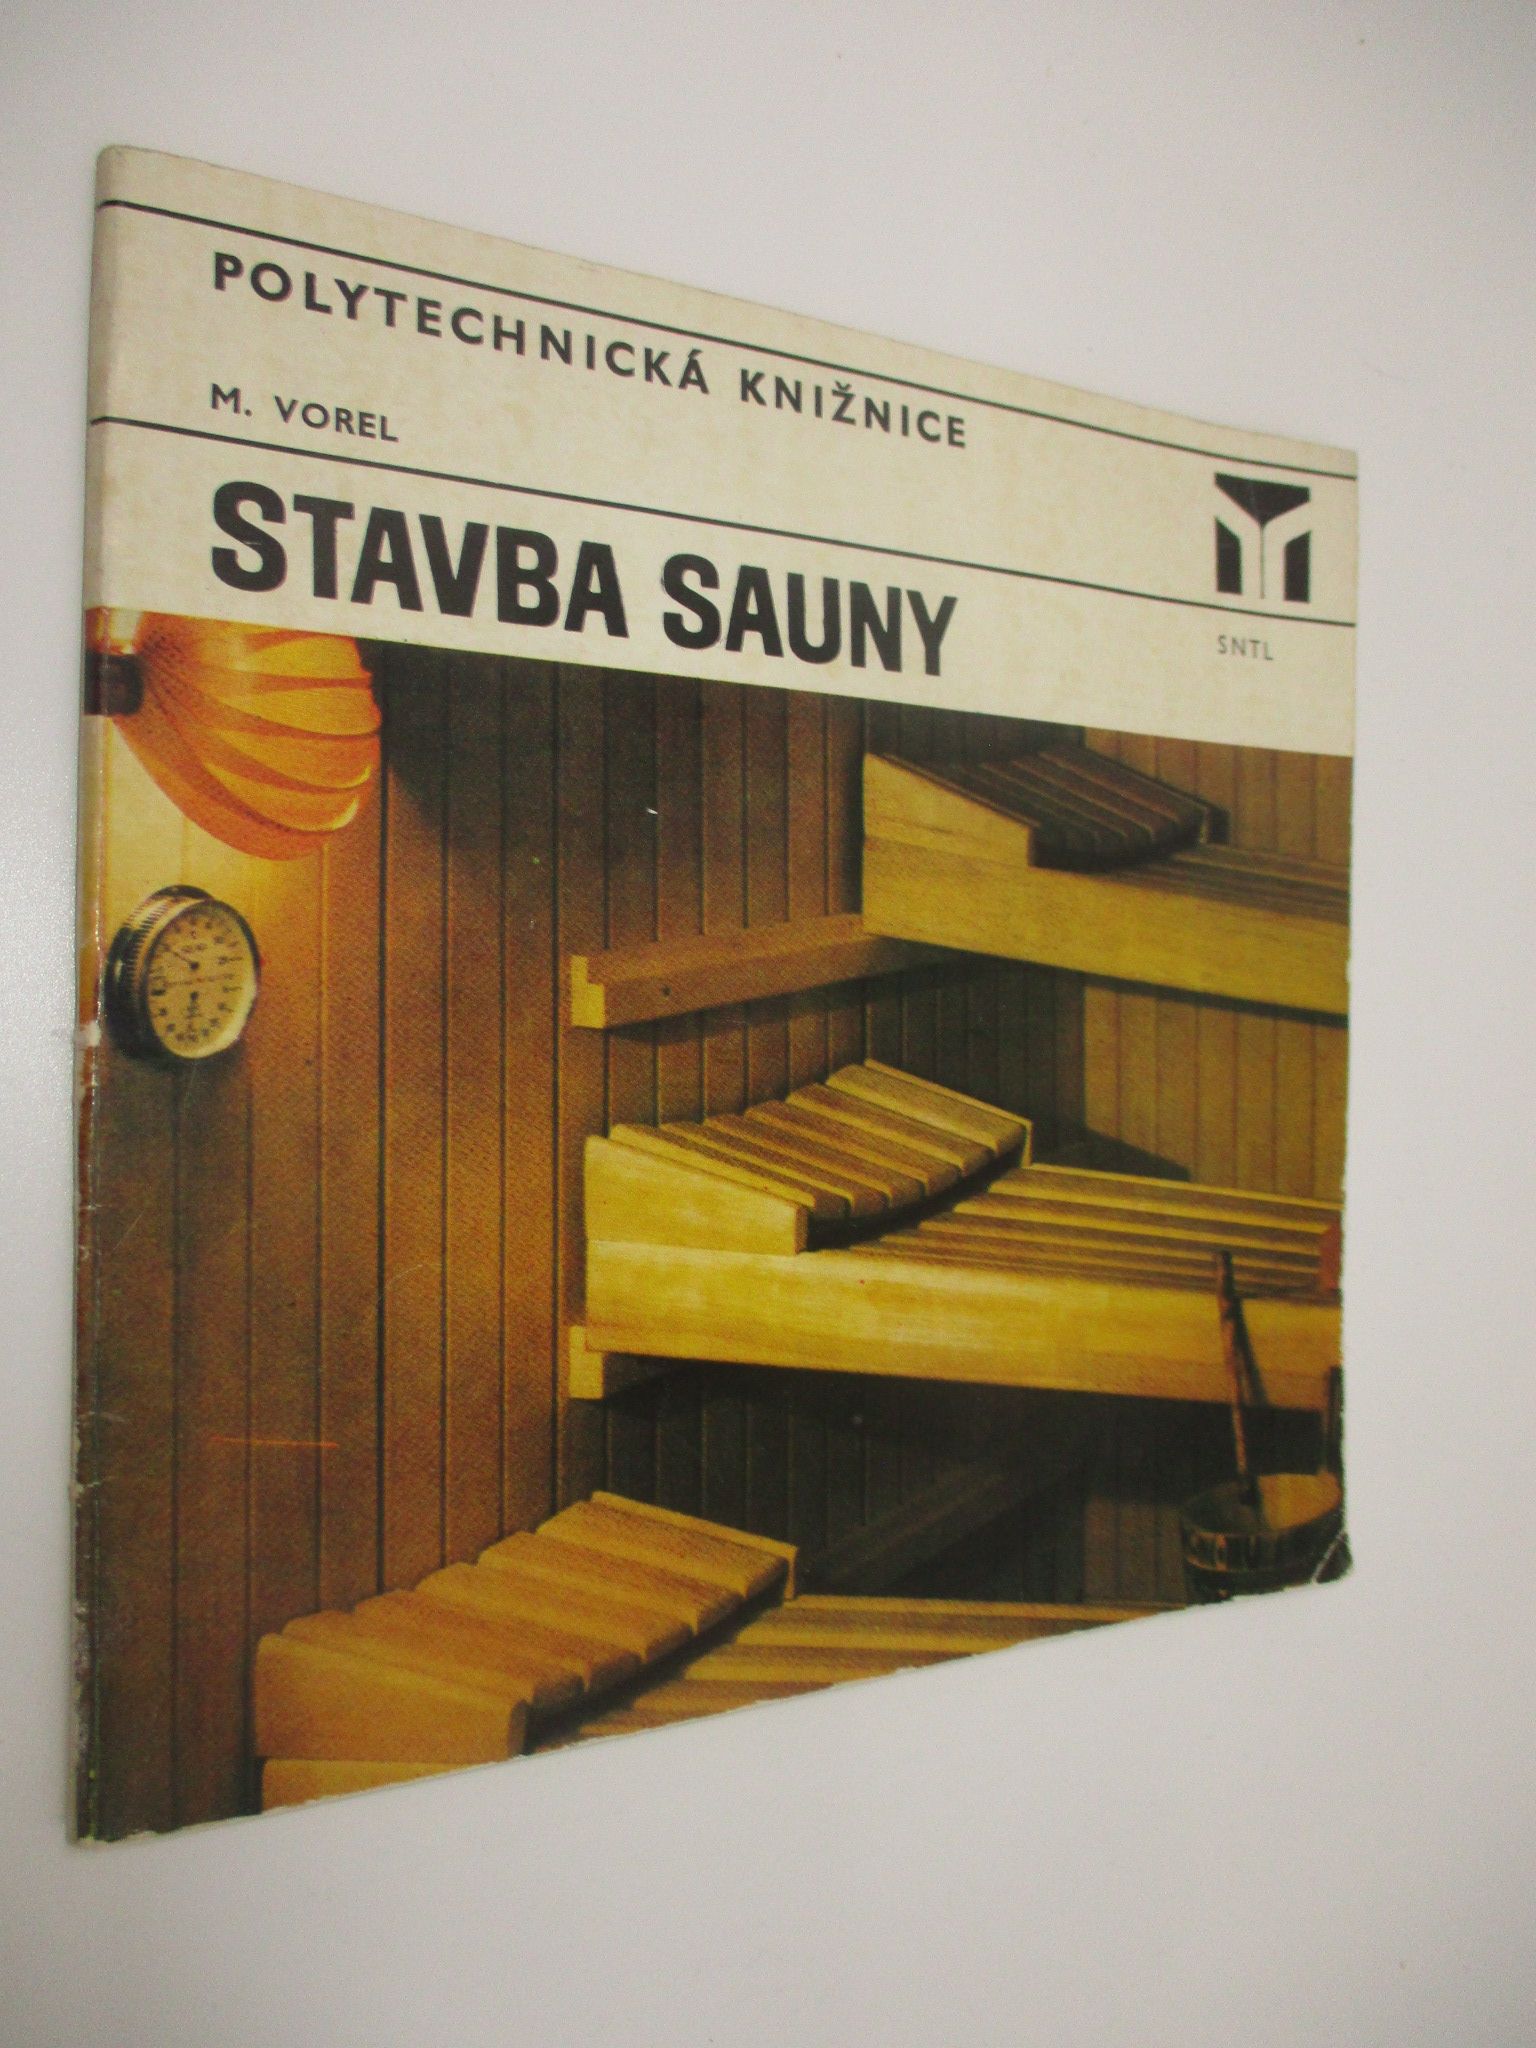 POLYTECHNICKÁ KNIŽNICE
M. VOREL
STAVBA SAUNY
SNTL